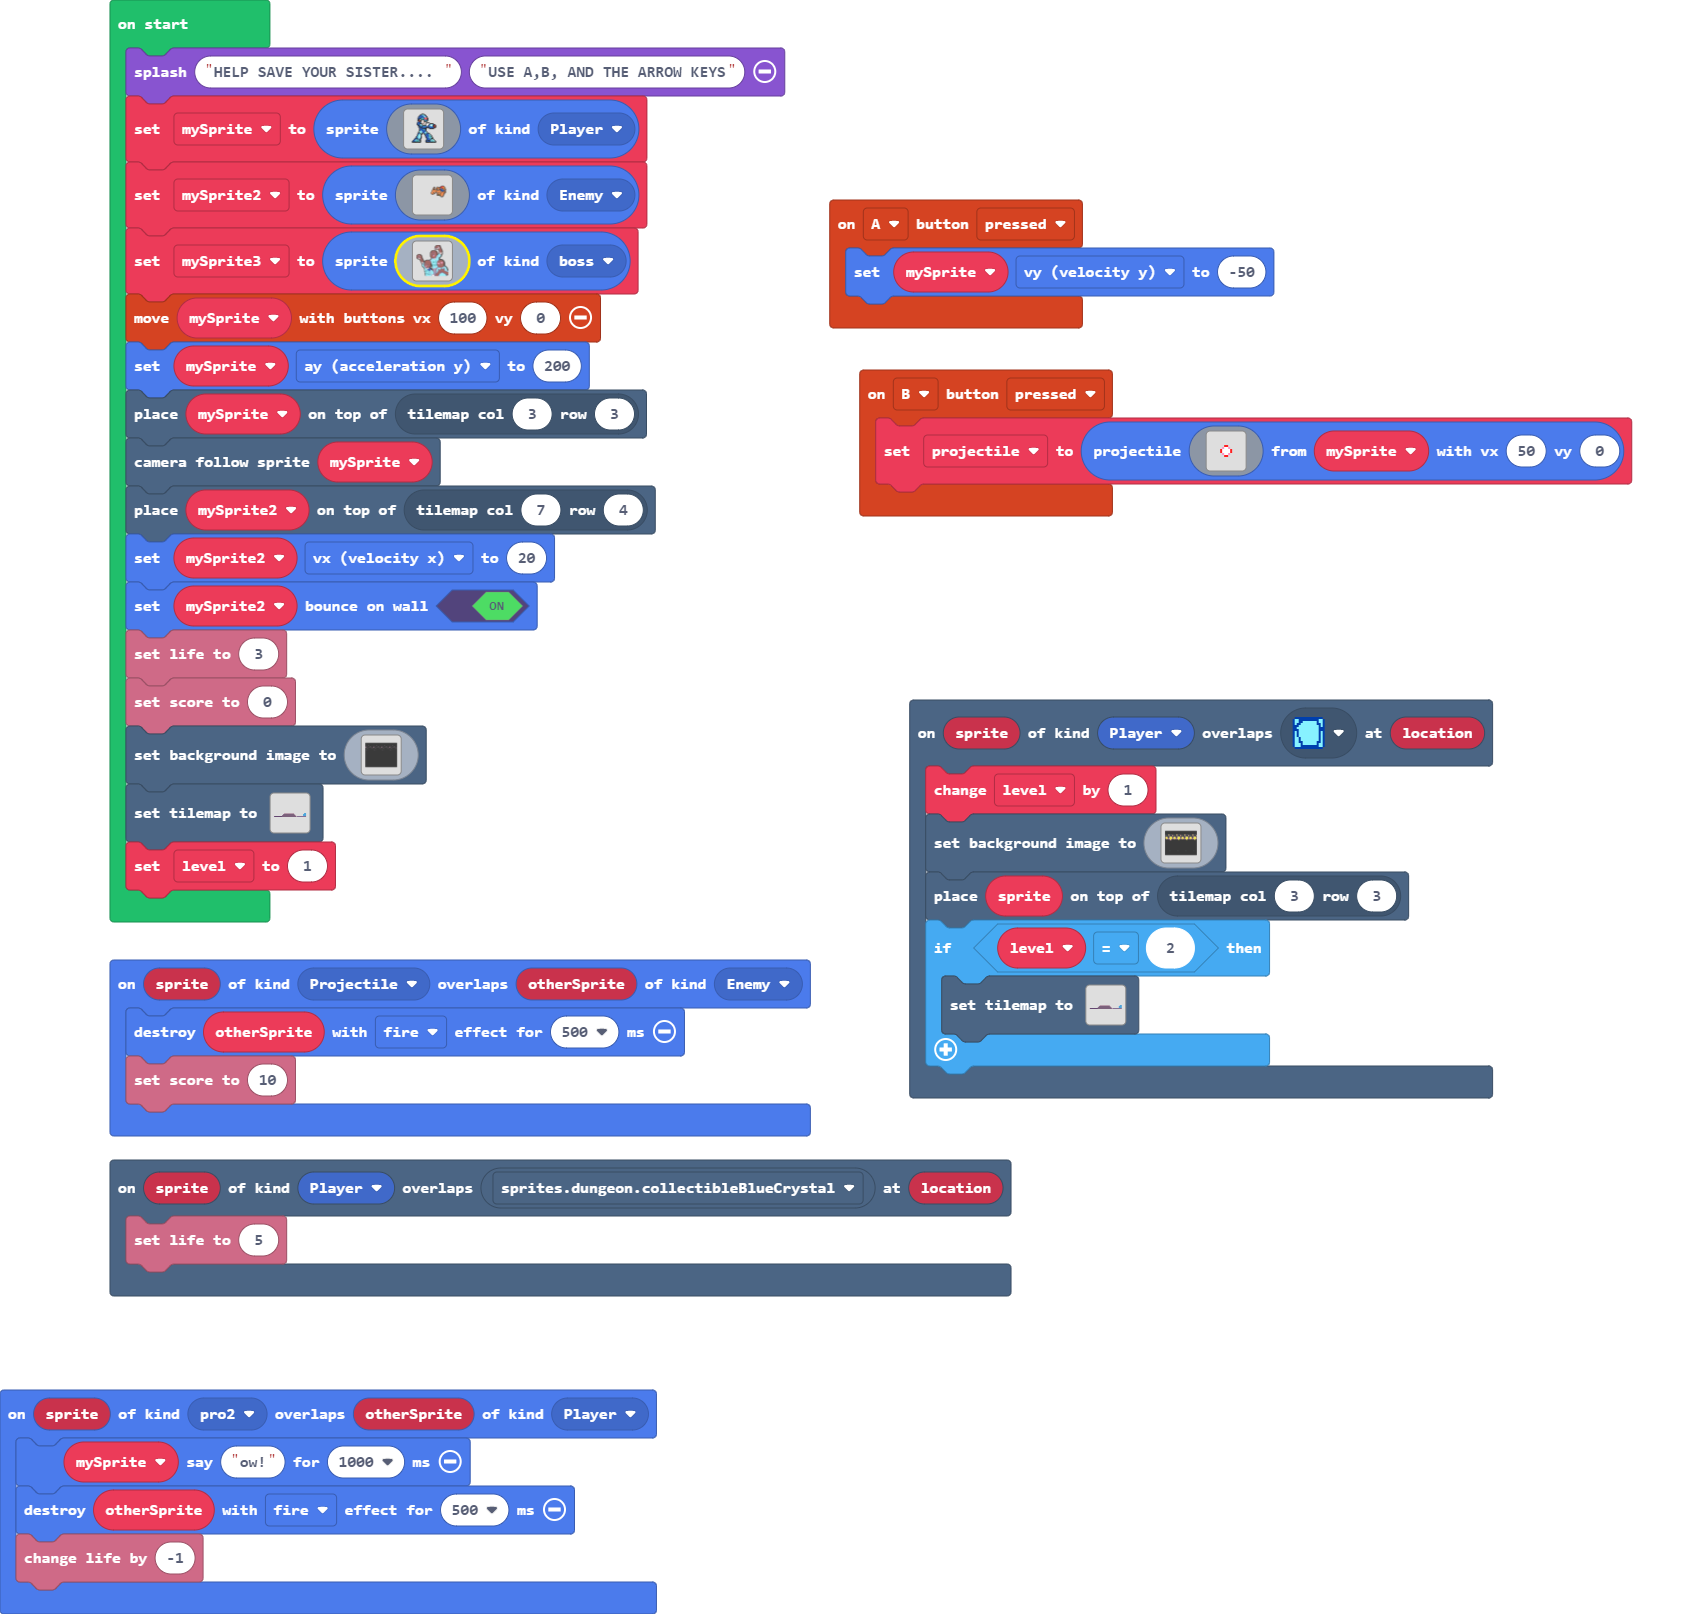 on start
splash "HELP SAVE YOUR SISTER.... " "USE A,B, AND THE ARROW KEYS"
set mySprite to sprite of kind Player
set mySprite2 to sprite of kind Enemy
set mySprite3 to sprite of kind boss
move mySprite with buttons vx 100 vy 0
set mySprite ay (acceleration y) to 200
place mySprite on top of tilemap col 3 row 3
camera follow sprite mySprite
place mySprite2 on top of tilemap col 7 row 4
set mySprite2 vx (velocity x) to 20
set mySprite2 bounce on wall ON
set life to 3
set score to 0
set background image to
set tilemap to
set level to 1
on A button pressed
set mySprite vy (velocity y) to -50
on B button pressed
set projectile to projectile from mySprite with vx 50 vy 0
on sprite of kind Player overlaps at location
change level by 1
set background image to
place sprite on top of tilemap col 3 row 3
if level = 2 then
set tilemap to
on sprite of kind Projectile overlaps otherSprite of kind Enemy
destroy otherSprite with fire effect for 500 ms
set score to 10
on sprite of kind Player overlaps sprites.dungeon.collectibleBlueCrystal at location
set life to 5
on sprite of kind pro2 overlaps otherSprite of kind Player
mySprite say "ow!" for 1000 ms
destroy otherSprite with fire effect for 500 ms
change life by -1